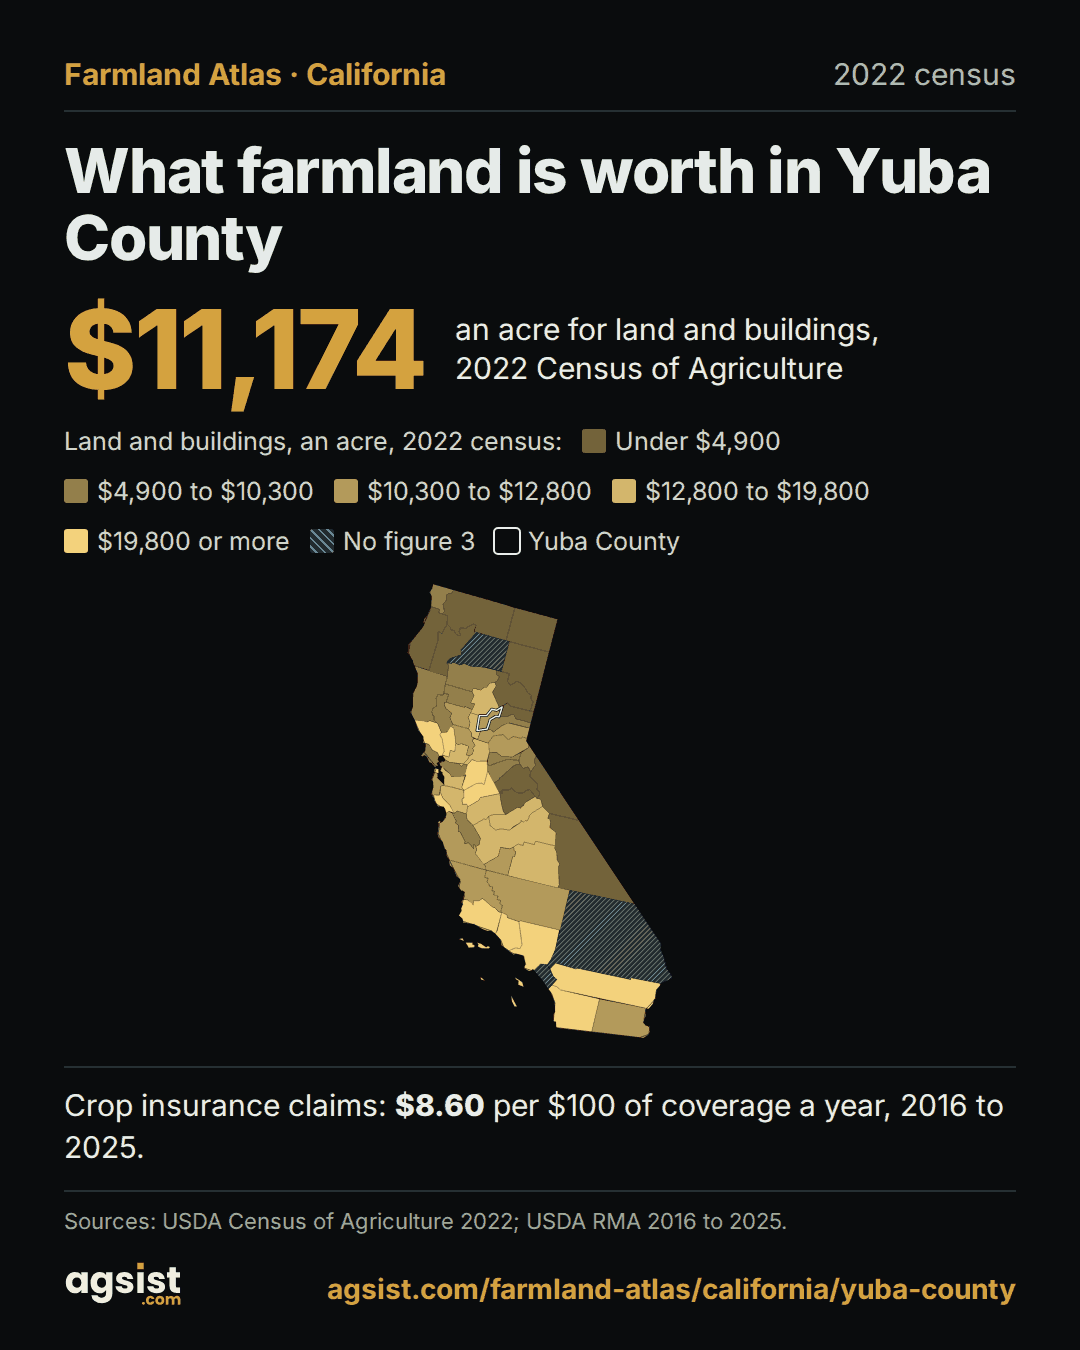 Farmland Atlas · California
2022 census
What farmland is worth in Yuba
County
$11,174
an acre for land and buildings,
2022 Census of Agriculture
Land and buildings, an acre, 2022 census: Under $4,900
$4,900 to $10,300 $10,300 to $12,800 $12,800 to $19,800
$19,800 or more No figure 3 Yuba County
Crop insurance claims: $8.60 per $100 of coverage a year, 2016 to
2025.
Sources: USDA Census of Agriculture 2022; USDA RMA 2016 to 2025.
agsist
.com
agsist.com/farmland-atlas/california/yuba-county